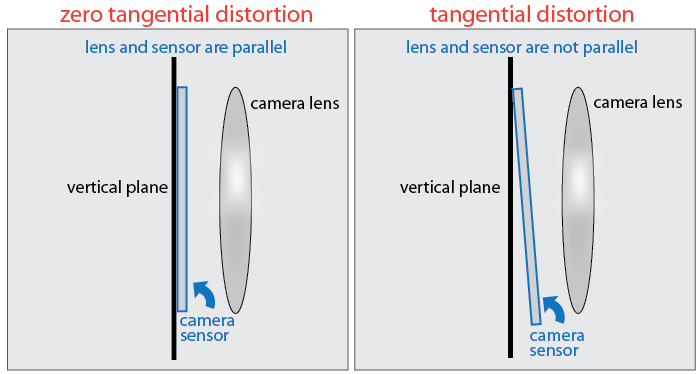 zero tangential distortion
lens and sensor are parallel
camera lens
vertical plane
camera
sensor
tangential distortion
lens and sensor are not parallel
camera lens
vertical plane
camera
sensor